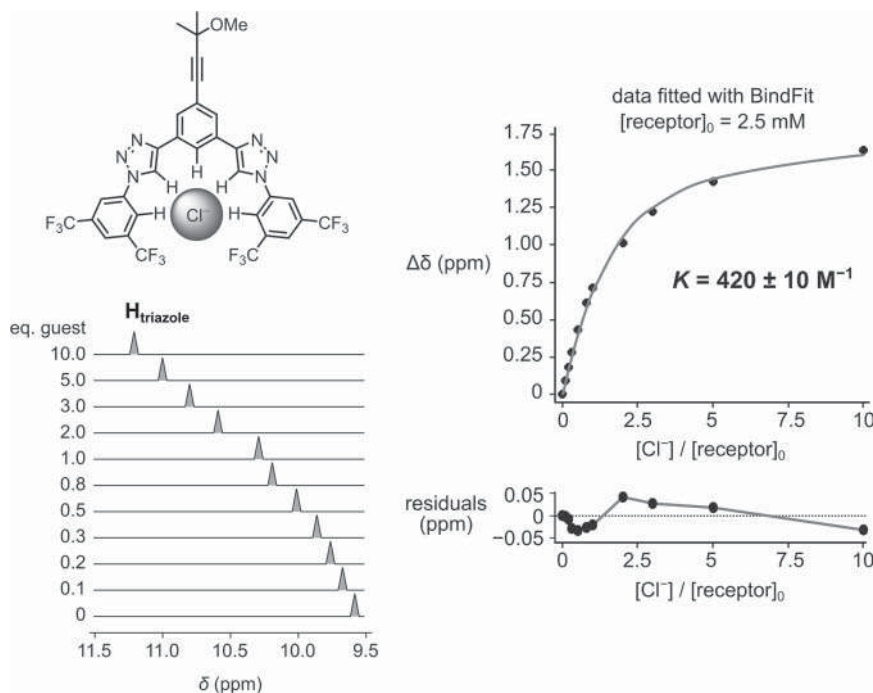 OMe
N
N
N
N
N
N
H
H
H
H
H
Cl⁻
F₃C
CF₃
F₃C
CF₃
H_triazole
eq. guest
10.0
5.0
3.0
2.0
1.0
0.8
0.5
0.3
0.2
0.1
0
11.5 11.0 10.5 10.0 9.5
δ (ppm)
data fitted with BindFit
[receptor]₀ = 2.5 mM
1.75
1.50
1.25
1.00
0.75
0.50
0.25
0
Δδ (ppm)
K = 420 ± 10 M⁻¹
0 2.5 5 7.5 10
[Cl⁻] / [receptor]₀
residuals
(ppm)
0.05
0
−0.05
0 2.5 5 7.5 10
[Cl⁻] / [receptor]₀